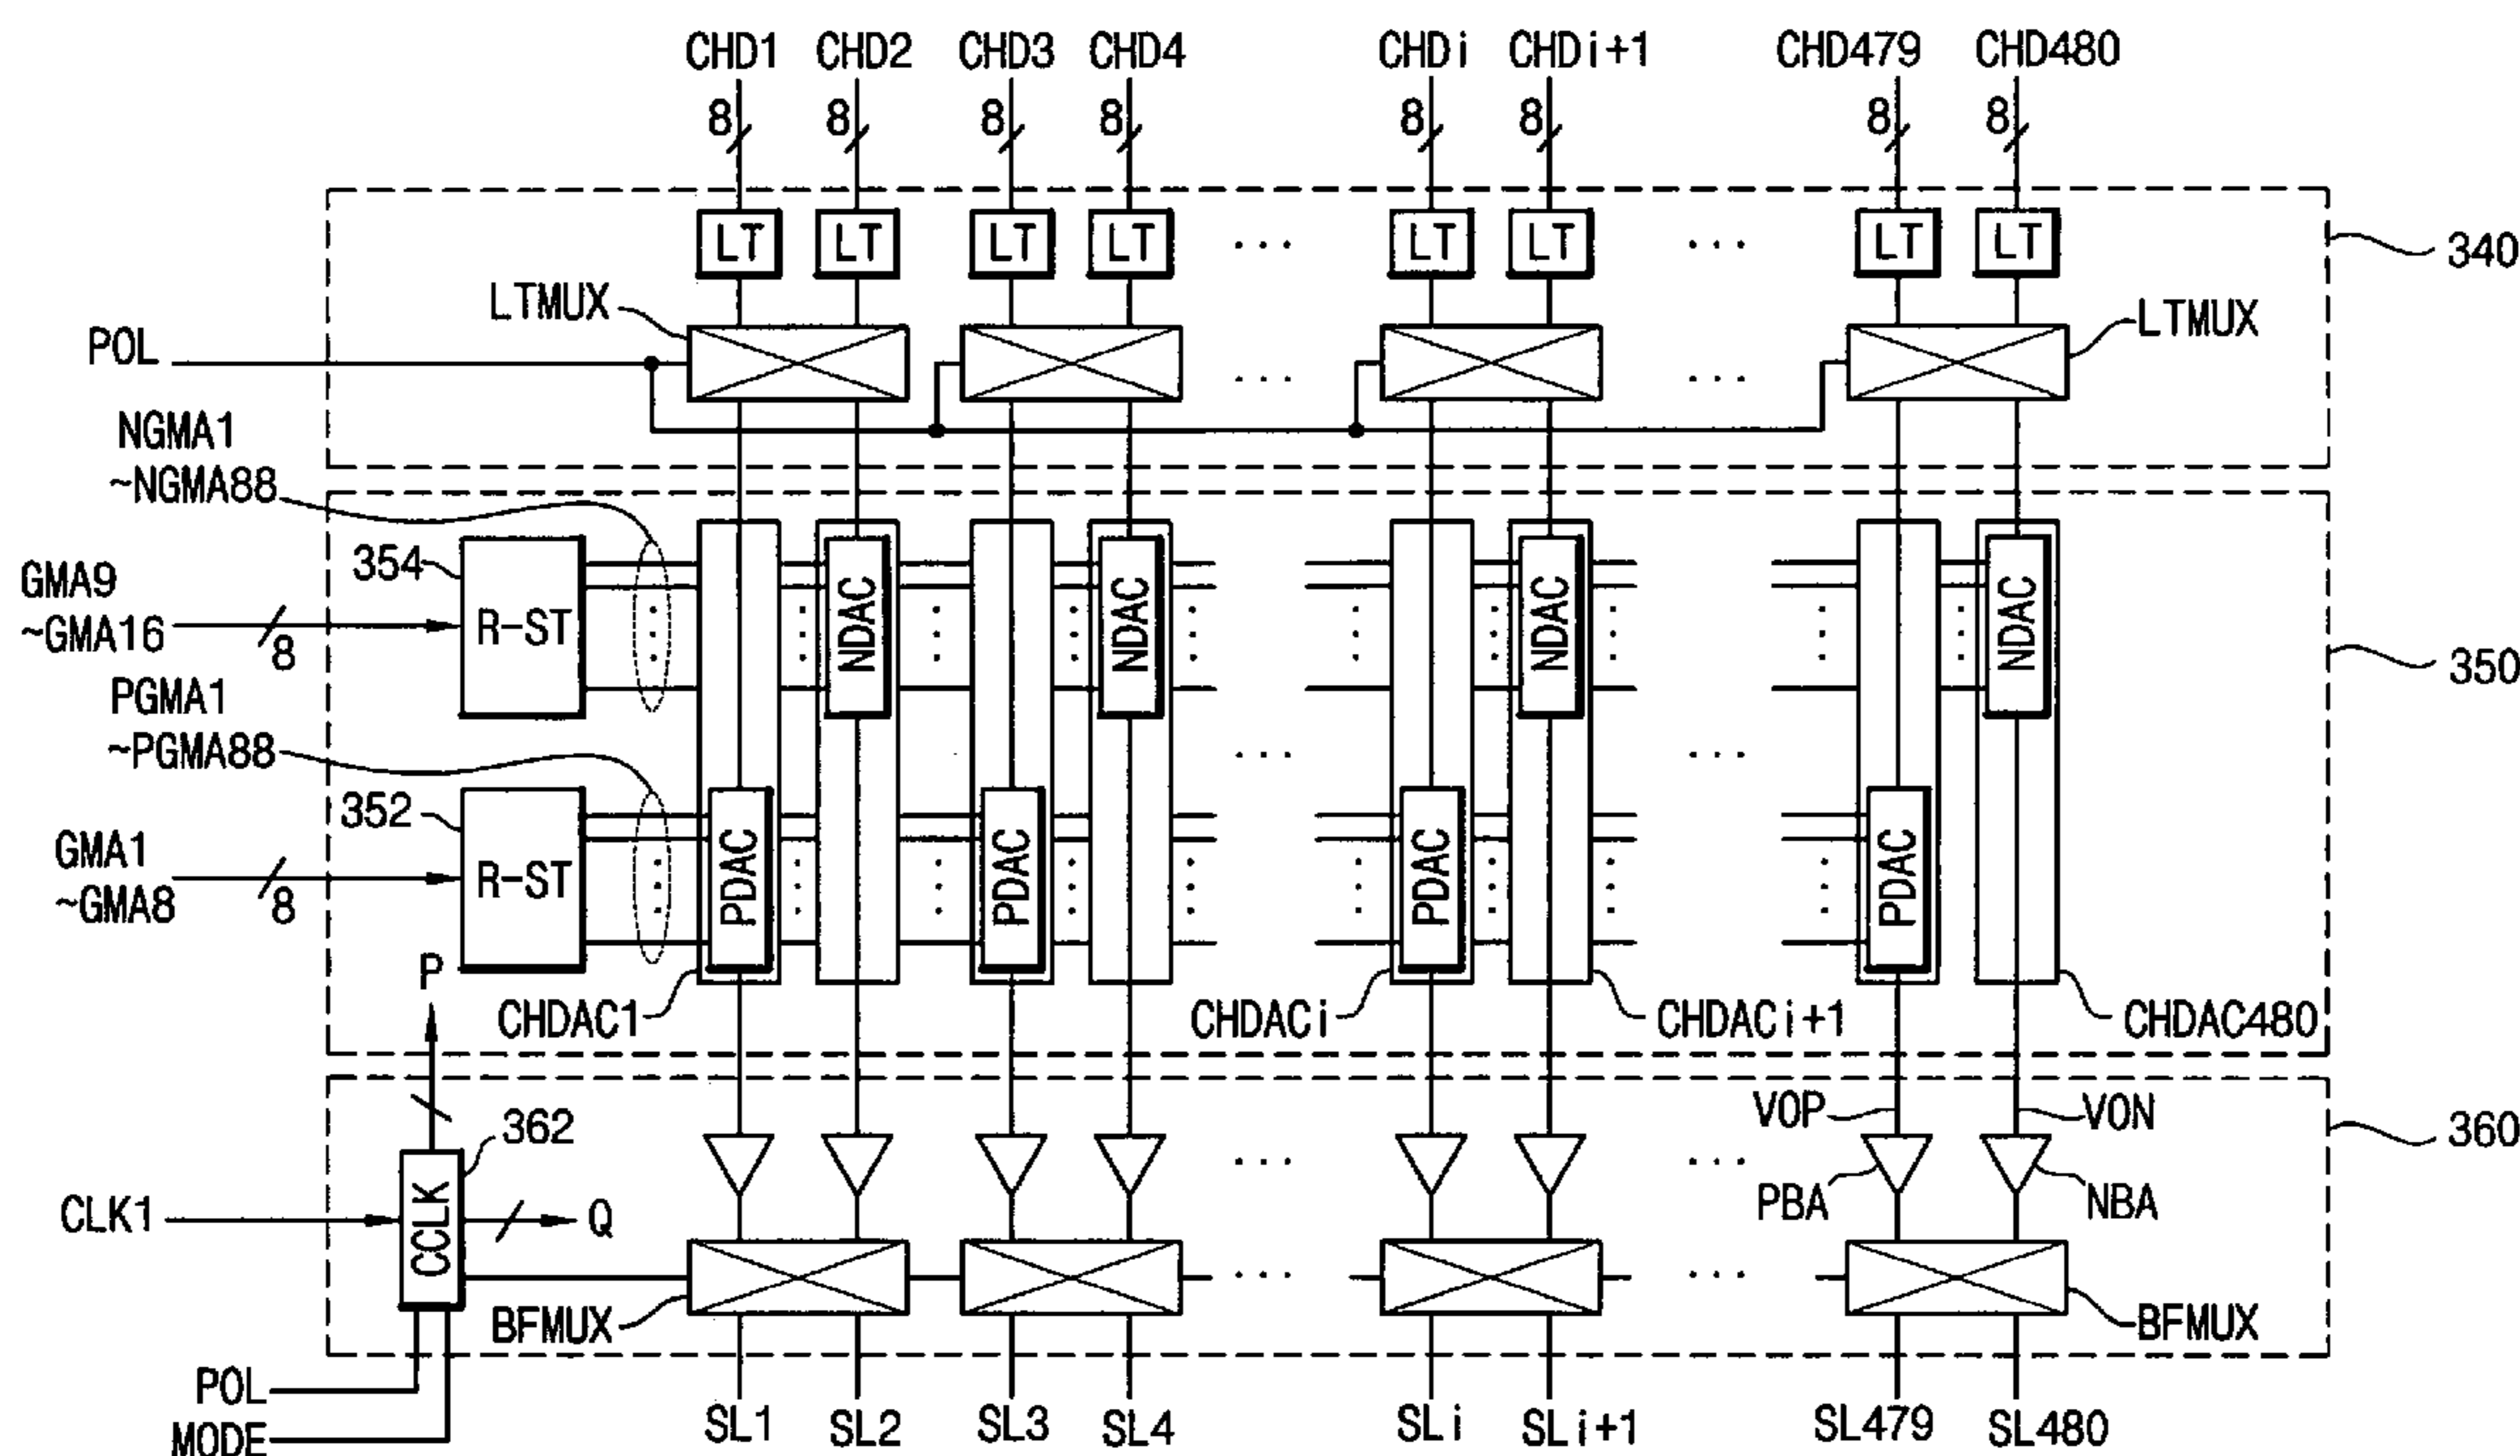 CHD1 CHD2 CHD3 CHD4 CHDi CHDi+1 CHD479 CHD480
8 8 8 8 8 8 8 8
LT LT LT LT ... LT LT ... LT LT
340
LTMUX
LTMUX
POL
... ...
NGMA1
~NGMA88
354
GMA9
~GMA16
8
R-ST
NDAC NDAC NDAC NDAC
350
PGMA1
~PGMA88
... ...
352
GMA1
~GMA8
8
R-ST
PDAC PDAC PDAC PDAC
P
CHDAC1 CHDACi CHDACi+1 CHDAC480
362
VOP VON
360
... ...
PBA NBA
CLK1
CCLK
Q
... ...
BFMUX
BFMUX
POL
MODE
SL1 SL2 SL3 SL4 SLi SLi+1 SL479 SL480